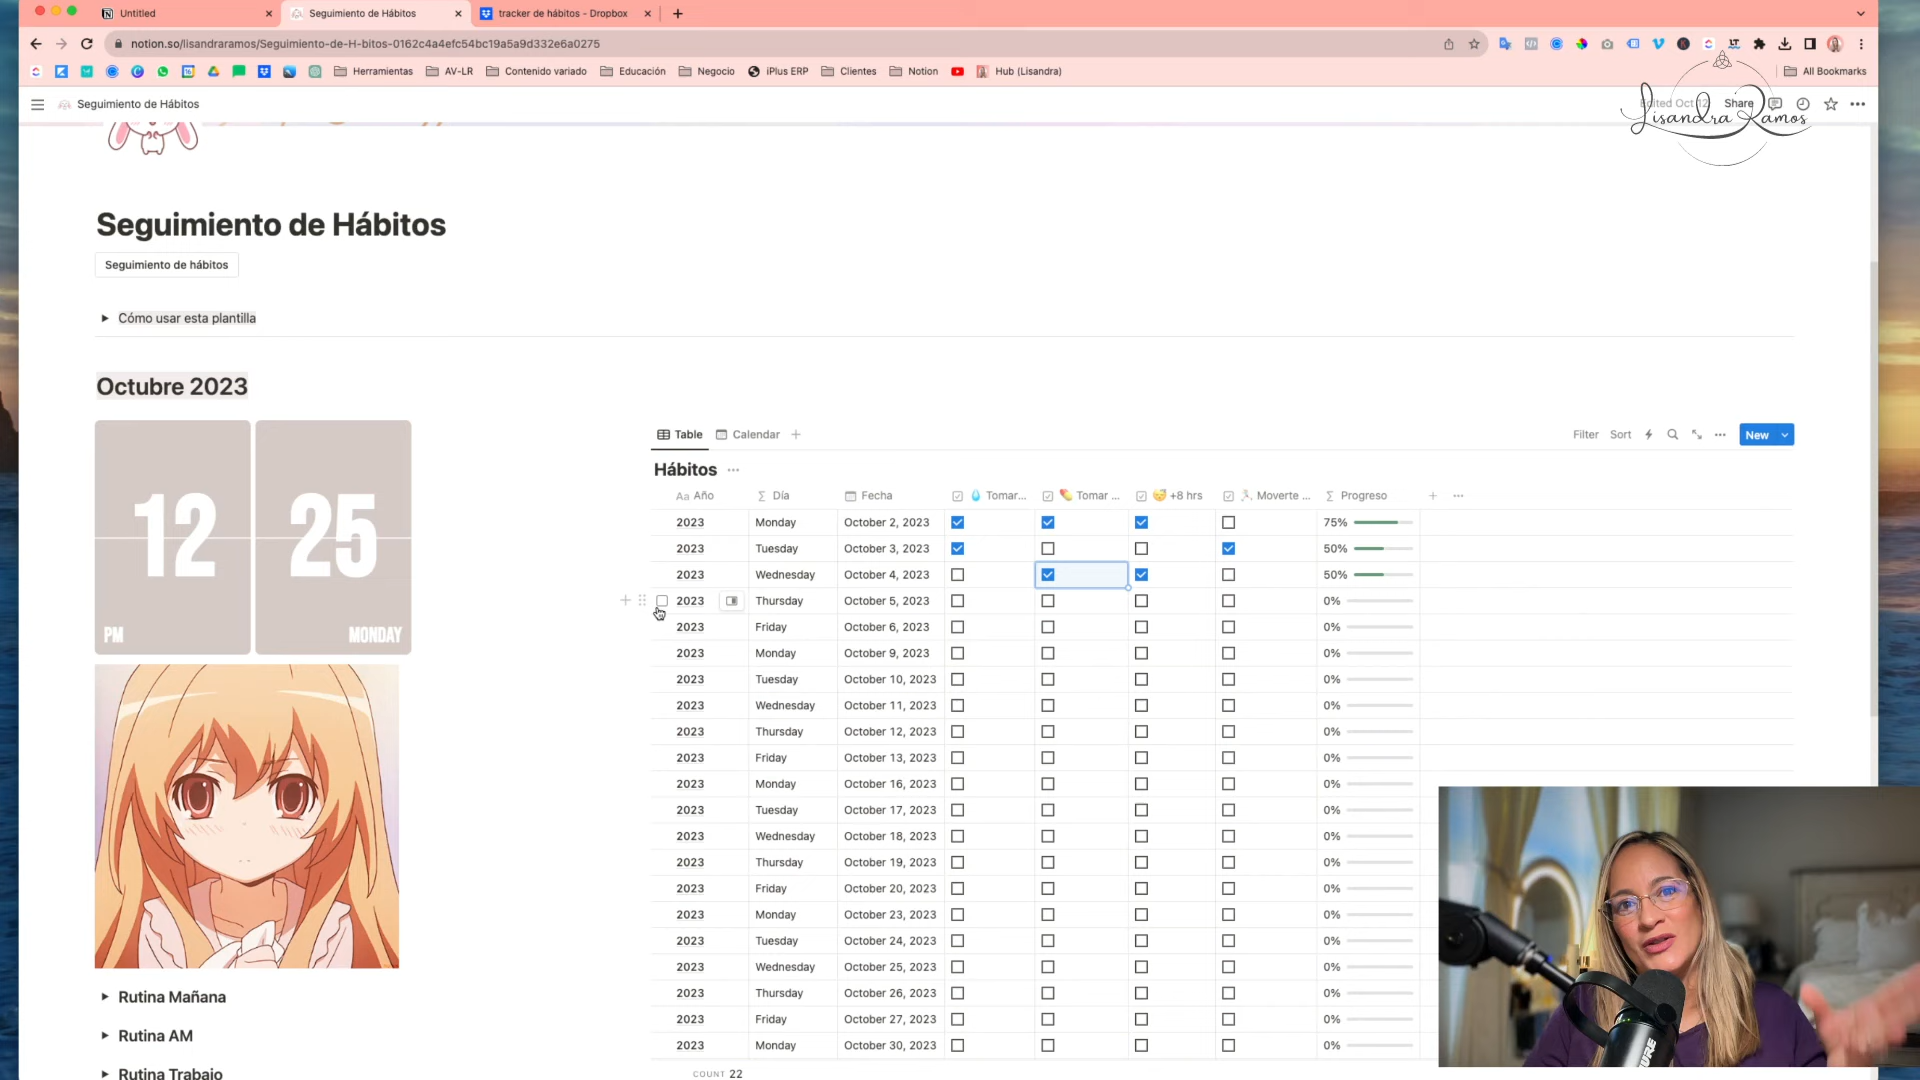 Untitled
Seguimiento de Hábitos
tracker de hábitos - Dropbox
notion.so/lisandraramos/Seguimiento-de-H-bitos-0162c4a4efc54bc19a5a9d332e6a0275
Herramientas AV-LR Contenido variado Educación Negocio iPlus ERP Clientes Notion Hub (Lisandra) All Bookmarks
Seguimiento de Hábitos
Edited Oct 12 Share
Lisandra Ramos
Seguimiento de Hábitos
Seguimiento de hábitos
Cómo usar esta plantilla
Octubre 2023
12 25
PM MONDAY
Table Calendar
Filter Sort New
Hábitos
Aa Año Σ Día Fecha Tomar... Tomar ... +8 hrs Moverte ... Σ Progreso
2023 Monday October 2, 2023 75%
2023 Tuesday October 3, 2023 50%
2023 Wednesday October 4, 2023 50%
2023 Thursday October 5, 2023 0%
2023 Friday October 6, 2023 0%
2023 Monday October 9, 2023 0%
2023 Tuesday October 10, 2023 0%
2023 Wednesday October 11, 2023 0%
2023 Thursday October 12, 2023 0%
2023 Friday October 13, 2023 0%
2023 Monday October 16, 2023 0%
2023 Tuesday October 17, 2023 0%
2023 Wednesday October 18, 2023 0%
2023 Thursday October 19, 2023 0%
2023 Friday October 20, 2023 0%
2023 Monday October 23, 2023 0%
2023 Tuesday October 24, 2023 0%
2023 Wednesday October 25, 2023 0%
2023 Thursday October 26, 2023 0%
2023 Friday October 27, 2023 0%
2023 Monday October 30, 2023 0%
COUNT 22
Rutina Mañana
Rutina AM
Rutina Trabajo